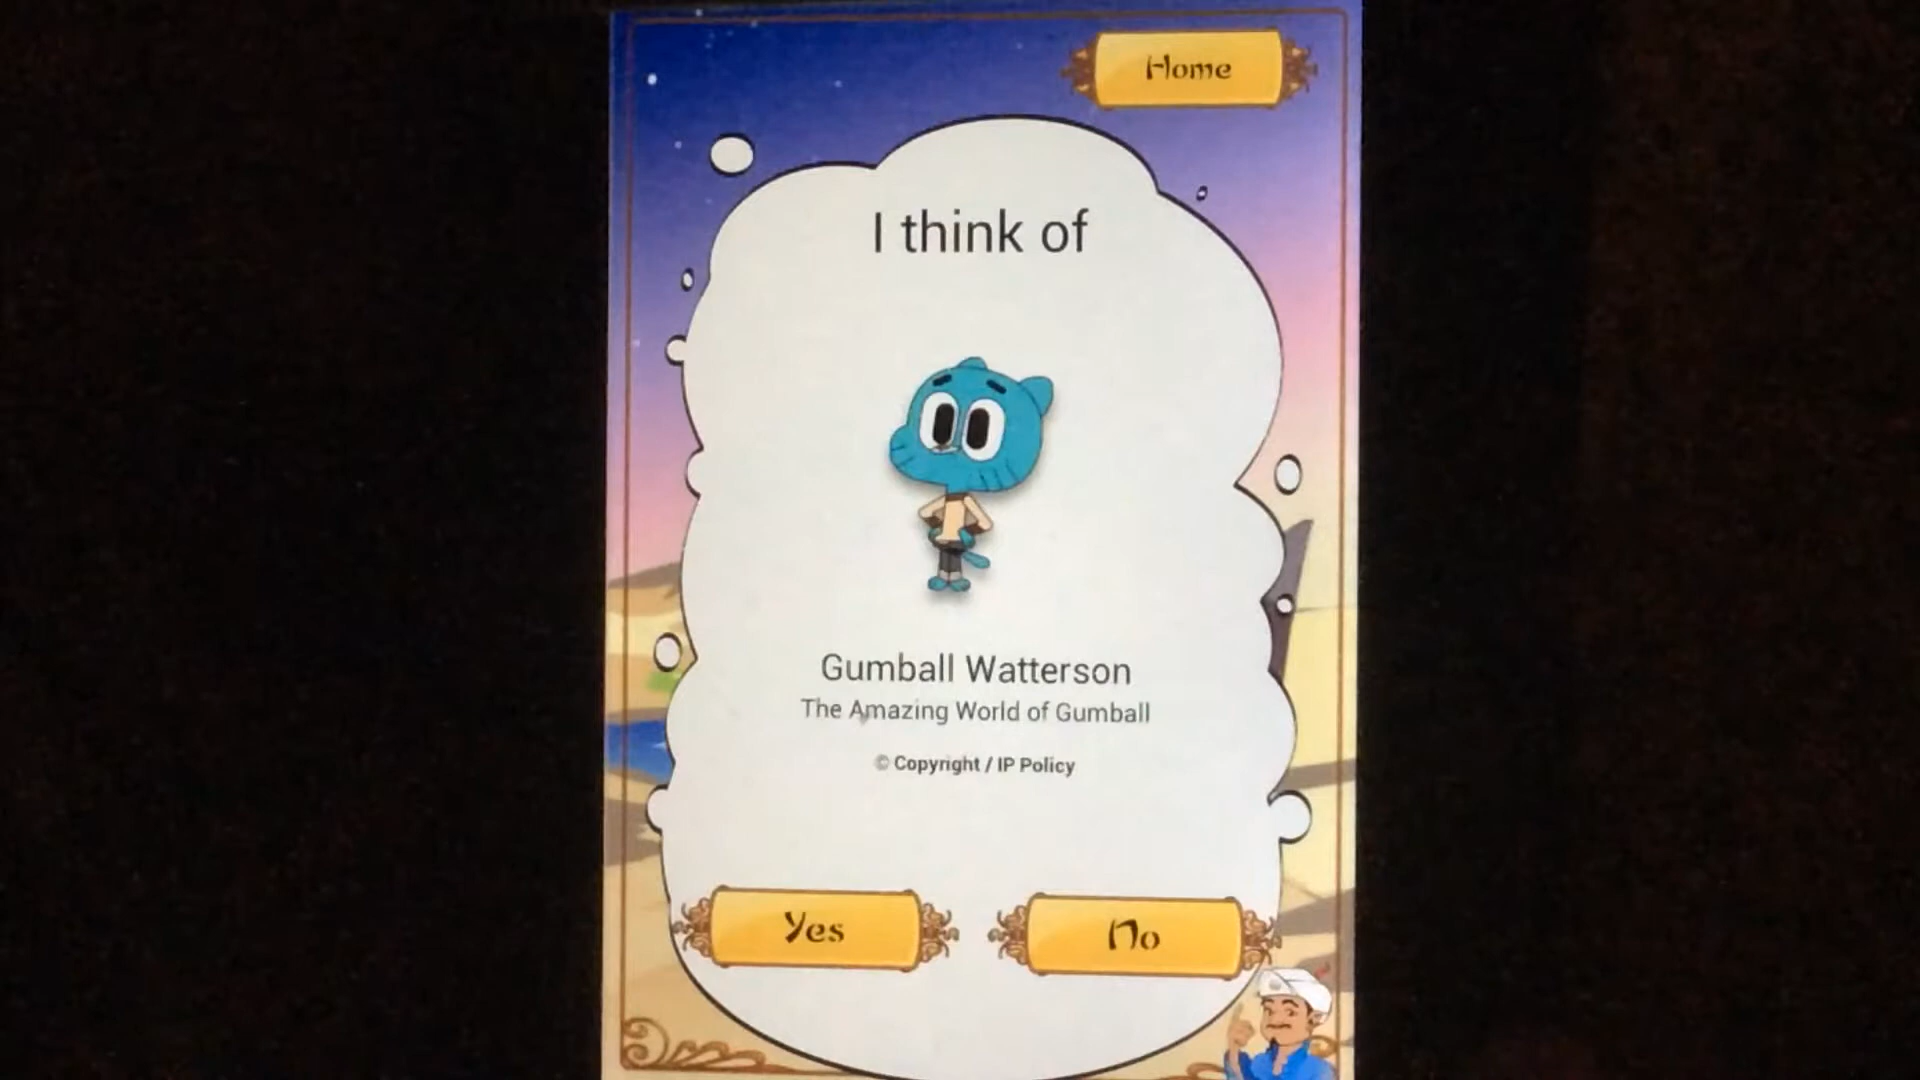 Home
I think of
Gumball Watterson
The Amazing World of Gumball
© Copyright / IP Policy
Yes
No